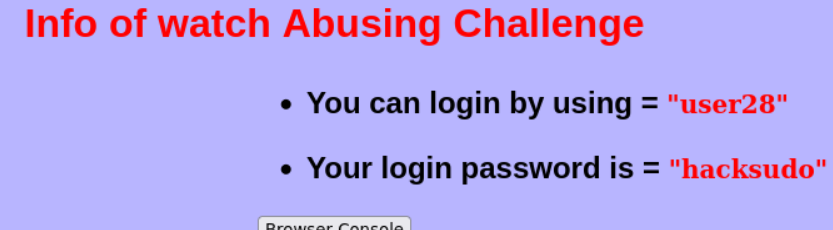 Info of watch Abusing Challenge
• You can login by using = "user28"
• Your login password is = "hacksudo"
Browser Console